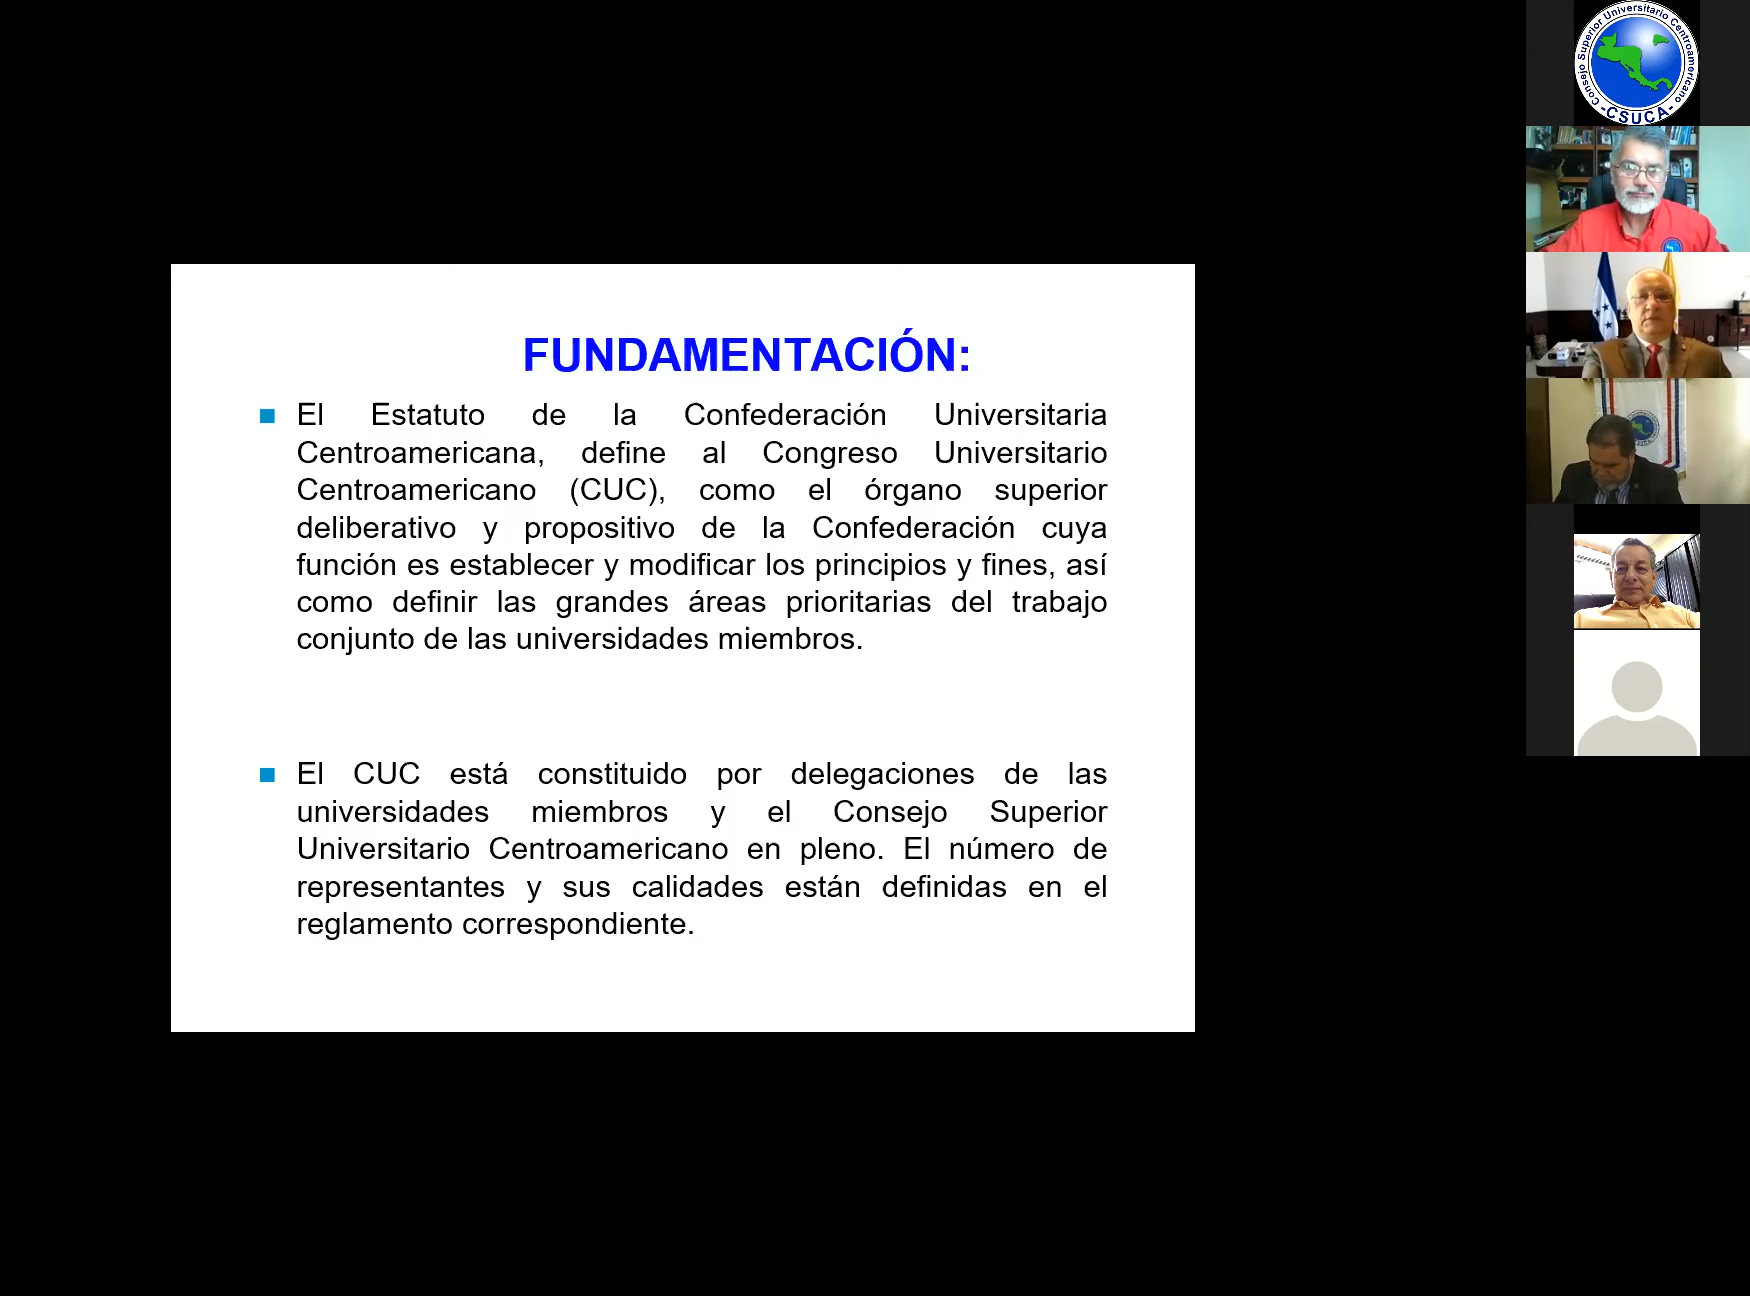 FUNDAMENTACIÓN:
El Estatuto de la Confederación Universitaria
Centroamericana, define al Congreso Universitario
Centroamericano (CUC), como el órgano superior
deliberativo y propositivo de la Confederación cuya
función es establecer y modificar los principios y fines, así
como definir las grandes áreas prioritarias del trabajo
conjunto de las universidades miembros.
El CUC está constituido por delegaciones de las
universidades miembros y el Consejo Superior
Universitario Centroamericano en pleno. El número de
representantes y sus calidades están definidas en el
reglamento correspondiente.
Consejo Superior Universitario Centroamericano
-CSUCA-